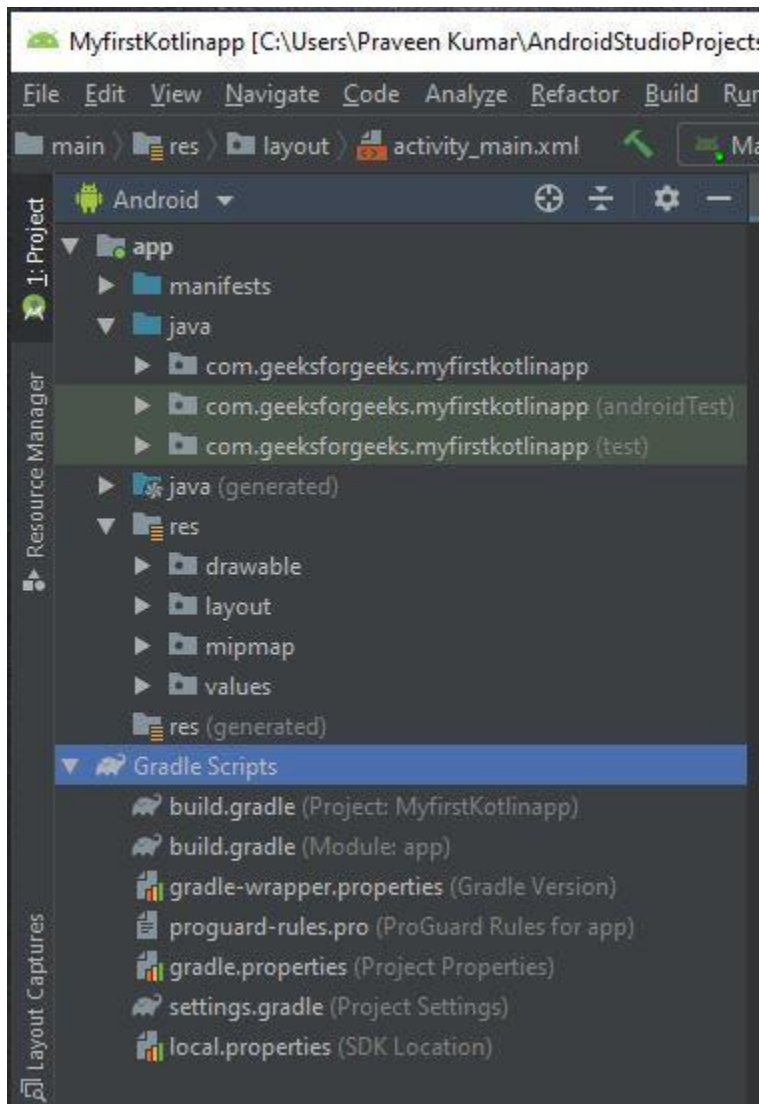 MyfirstKotlinapp [C:\Users\Praveen Kumar\AndroidStudioProjects
File Edit View Navigate Code Analyze Refactor Build Run
main res layout activity_main.xml Ma
1: Project
Resource Manager
Layout Captures
Android
app
manifests
java
com.geeksforgeeks.myfirstkotlinapp
com.geeksforgeeks.myfirstkotlinapp (androidTest)
com.geeksforgeeks.myfirstkotlinapp (test)
java (generated)
res
drawable
layout
mipmap
values
res (generated)
Gradle Scripts
build.gradle (Project: MyfirstKotlinapp)
build.gradle (Module: app)
gradle-wrapper.properties (Gradle Version)
proguard-rules.pro (ProGuard Rules for app)
gradle.properties (Project Properties)
settings.gradle (Project Settings)
local.properties (SDK Location)